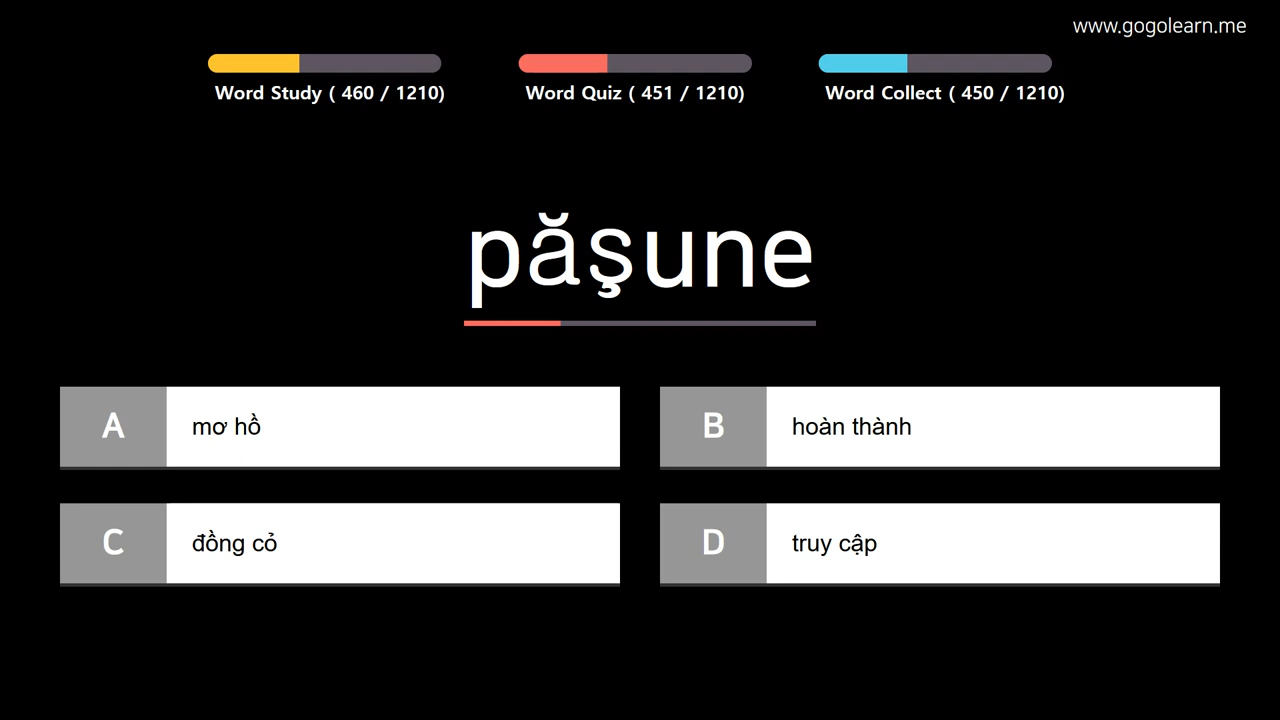 www.gogolearn.me
Word Study ( 460 / 1210)
Word Quiz ( 451 / 1210)
Word Collect ( 450 / 1210)
păşune
A mơ hồ
B hoàn thành
C đồng cỏ
D truy cập